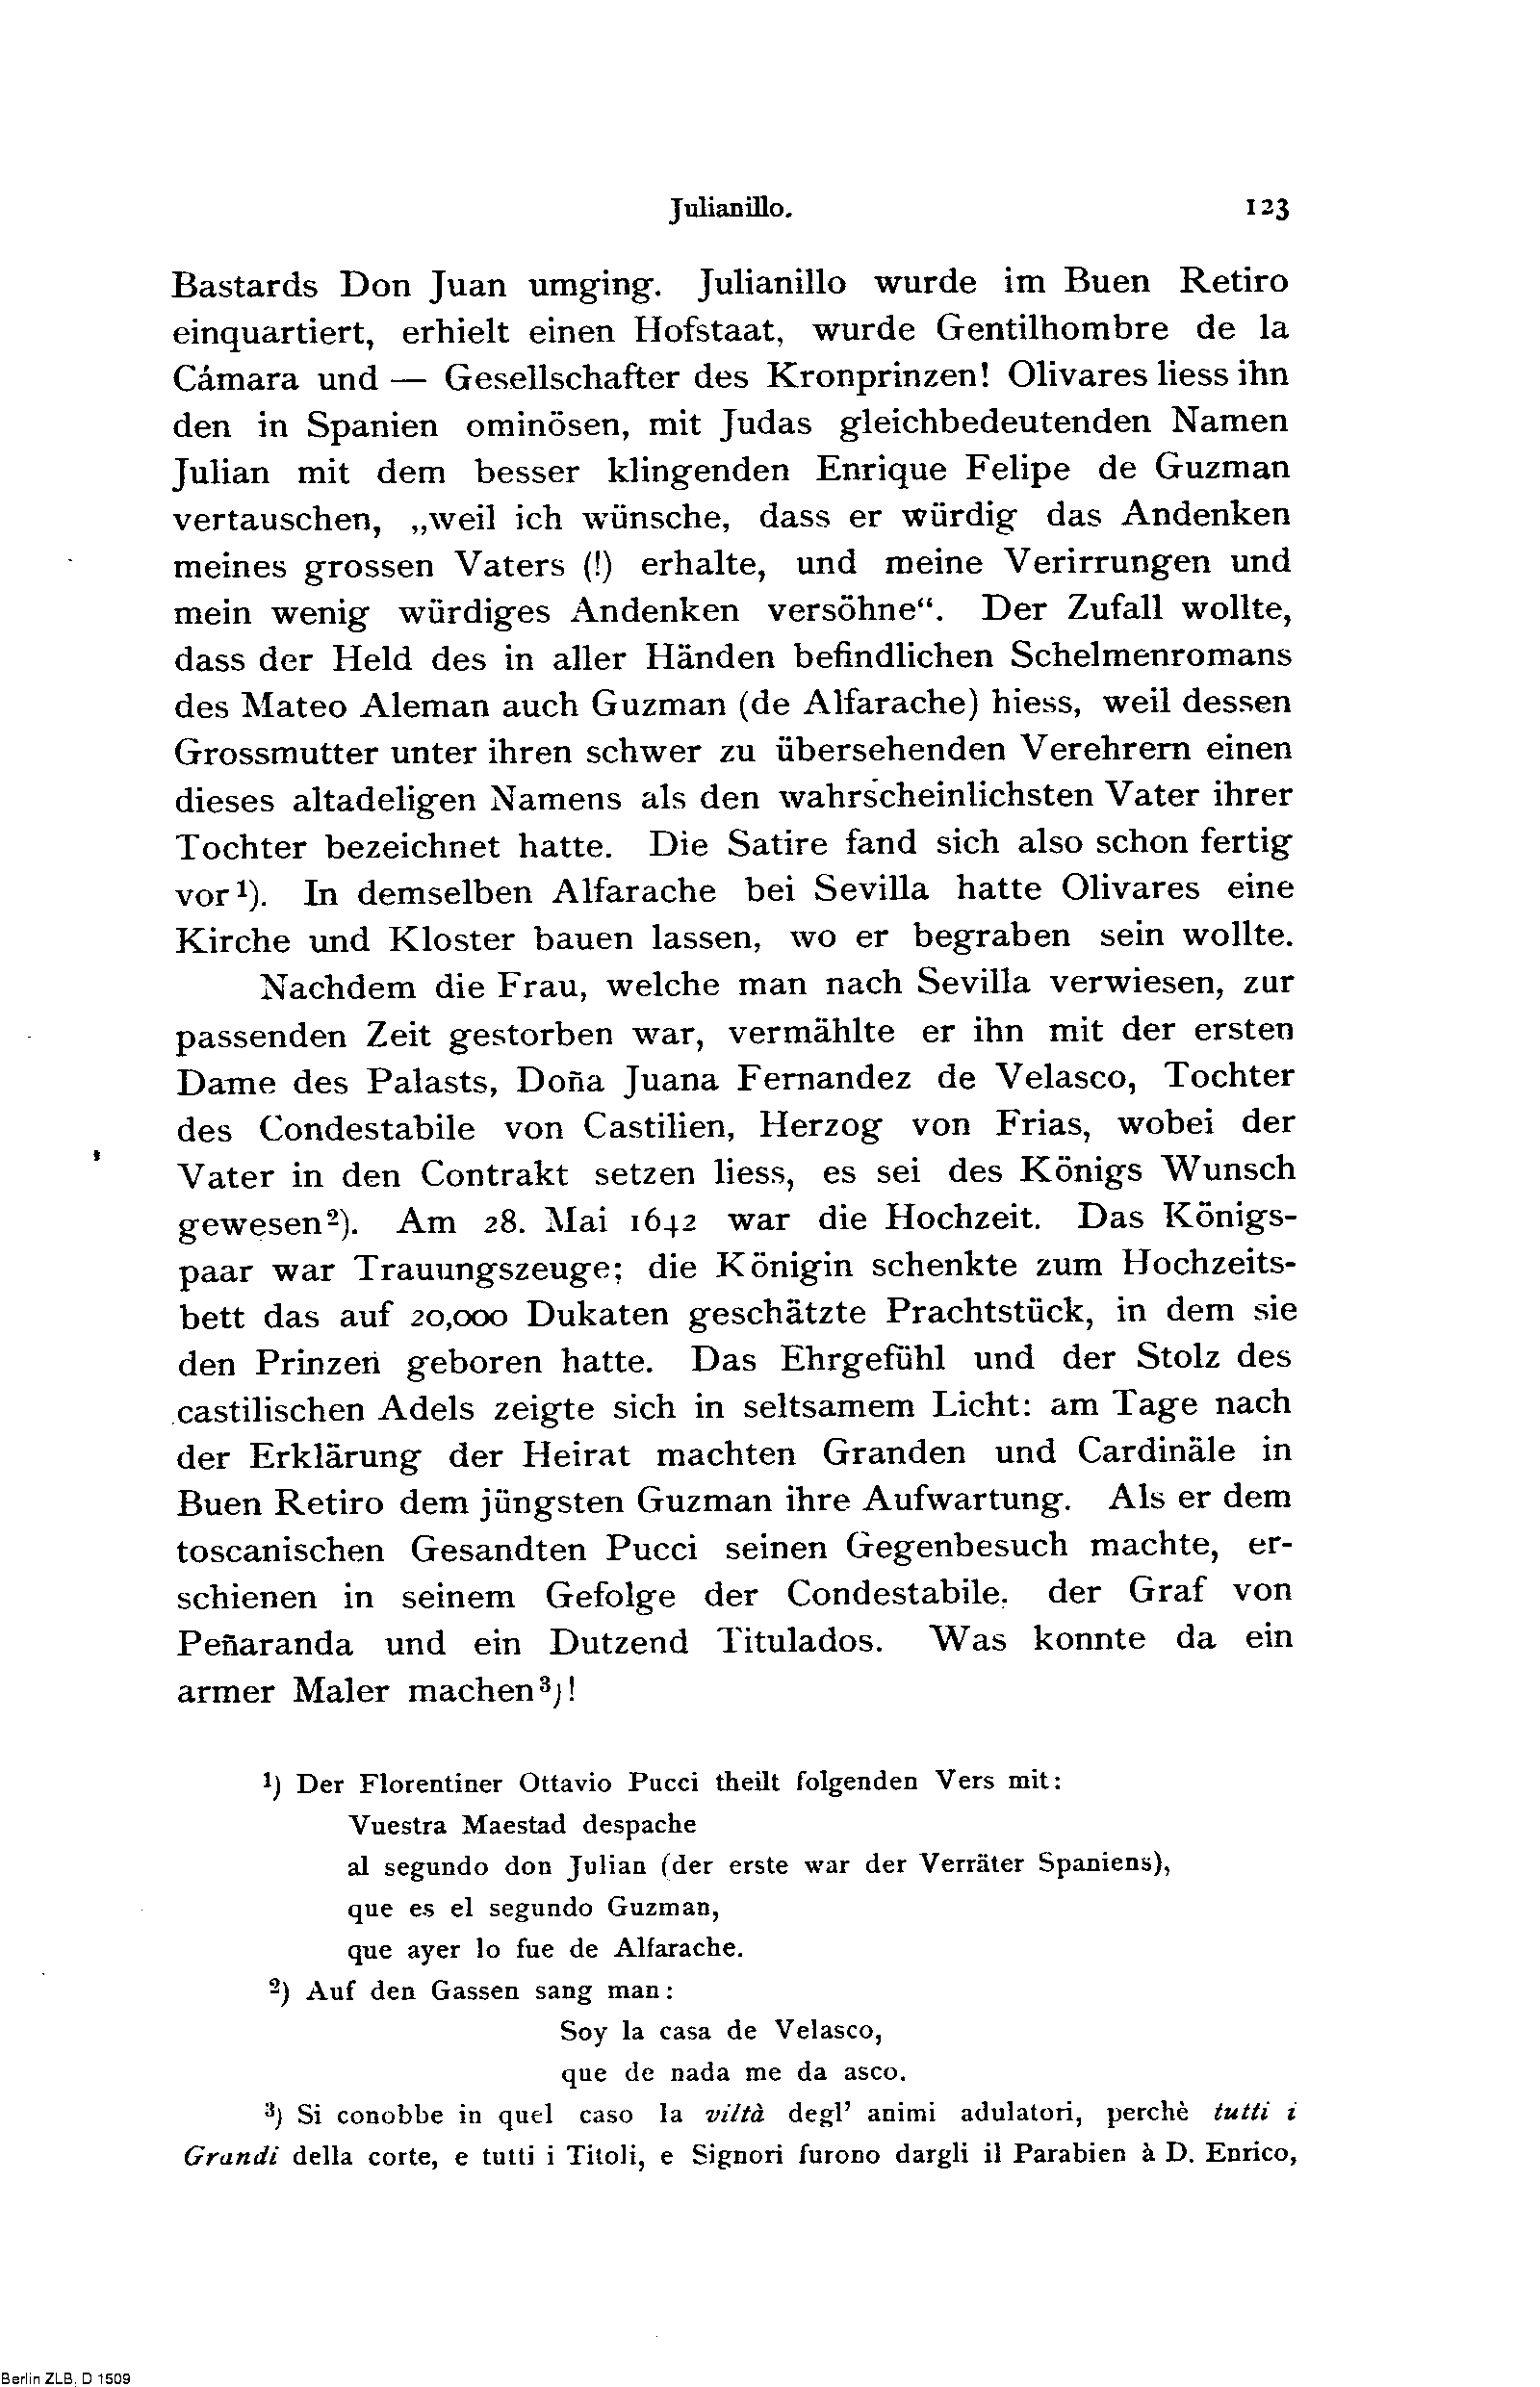 Julianillo. 123
Bastards Don Juan umging. Julianillo wurde im Buen Retiro
einquartiert, erhielt einen Hofstaat, wurde Gentilhombre de la
Cámara und — Gesellschafter des Kronprinzen! Olivares liess ihn
den in Spanien ominösen, mit Judas gleichbedeutenden Namen
Julian mit dem besser klingenden Enrique Felipe de Guzman
vertauschen, „weil ich wünsche, dass er würdig das Andenken
meines grossen Vaters (!) erhalte, und meine Verirrungen und
mein wenig würdiges Andenken versöhne“. Der Zufall wollte,
dass der Held des in aller Händen befindlichen Schelmenromans
des Mateo Aleman auch Guzman (de Alfarache) hiess, weil dessen
Grossmutter unter ihren schwer zu übersehenden Verehrern einen
dieses altadeligen Namens als den wahrscheinlichsten Vater ihrer
Tochter bezeichnet hatte. Die Satire fand sich also schon fertig
vor¹). In demselben Alfarache bei Sevilla hatte Olivares eine
Kirche und Kloster bauen lassen, wo er begraben sein wollte.
Nachdem die Frau, welche man nach Sevilla verwiesen, zur
passenden Zeit gestorben war, vermählte er ihn mit der ersten
Dame des Palasts, Doña Juana Fernandez de Velasco, Tochter
des Condestabile von Castilien, Herzog von Frias, wobei der
Vater in den Contrakt setzen liess, es sei des Königs Wunsch
gewesen²). Am 28. Mai 1642 war die Hochzeit. Das Königs-
paar war Trauungszeuge; die Königin schenkte zum Hochzeits-
bett das auf 20,000 Dukaten geschätzte Prachtstück, in dem sie
den Prinzen geboren hatte. Das Ehrgefühl und der Stolz des
castilischen Adels zeigte sich in seltsamem Licht: am Tage nach
der Erklärung der Heirat machten Granden und Cardinäle in
Buen Retiro dem jüngsten Guzman ihre Aufwartung. Als er dem
toscanischen Gesandten Pucci seinen Gegenbesuch machte, er-
schienen in seinem Gefolge der Condestabile, der Graf von
Peñaranda und ein Dutzend Titulados. Was konnte da ein
armer Maler machen³)!
¹) Der Florentiner Ottavio Pucci theilt folgenden Vers mit:
Vuestra Maestad despache
al segundo don Julian (der erste war der Verräter Spaniens),
que es el segundo Guzman,
que ayer lo fue de Alfarache.
²) Auf den Gassen sang man:
Soy la casa de Velasco,
que de nada me da asco.
³) Si conobbe in quel caso la viltà degl’ animi adulatori, perchè tutti i
Grandi della corte, e tutti i Titoli, e Signori furono dargli il Parabien à D. Enrico,
Berlin ZLB, D 1509